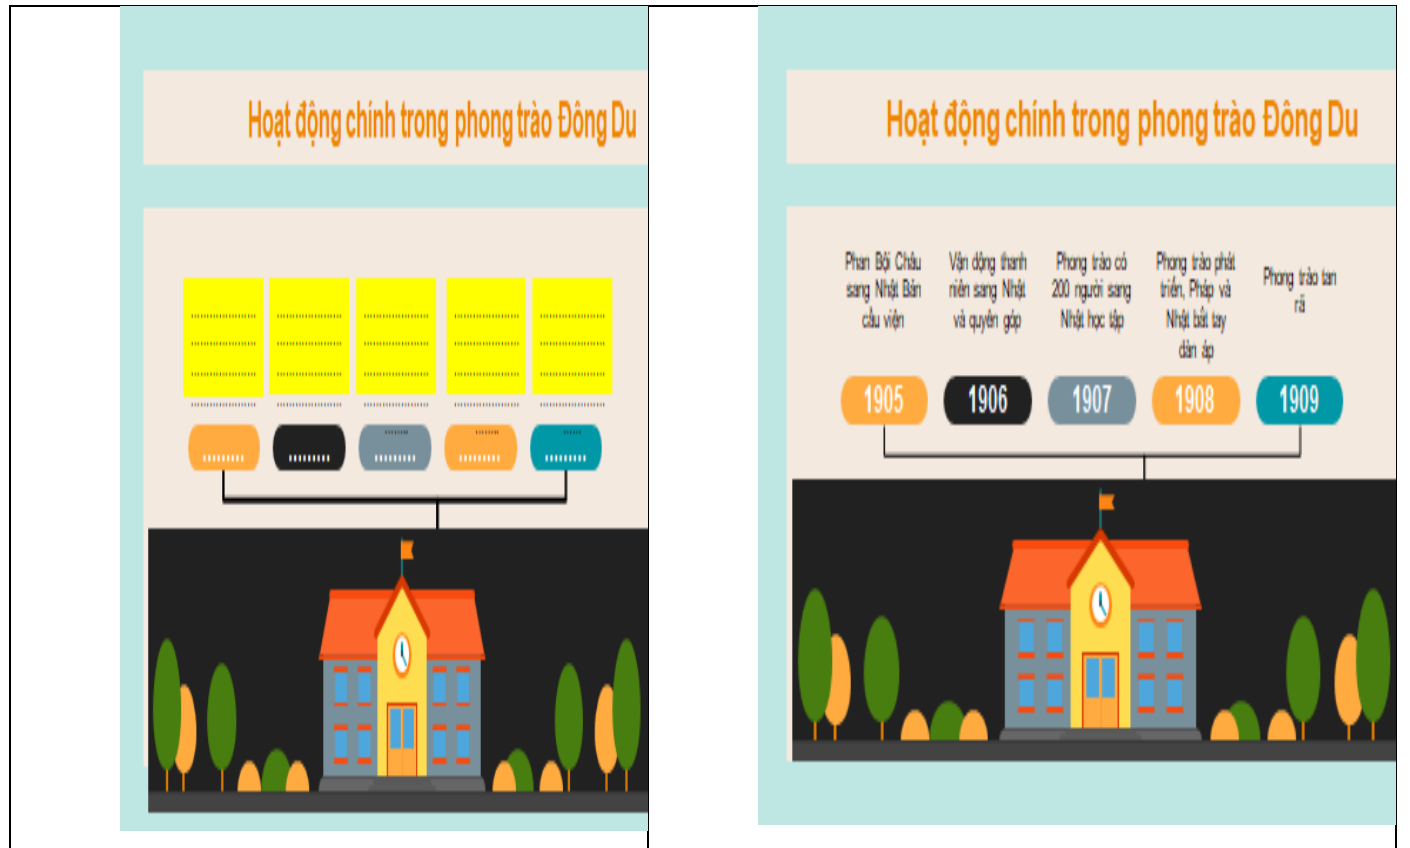 Hoạt động chính trong phong trào Đông Du
Hoạt động chính trong phong trào Đông Du
Phan Bội Châu
sang Nhật Bản
cầu viện
Vận động thanh
niên sang Nhật
và quyên góp
Phong trào có
200 người sang
Nhật học tập
Phong trào phát
triển, Pháp và
Nhật bắt tay
dàn áp
Phong trào tan
rã
1905
1906
1907
1908
1909